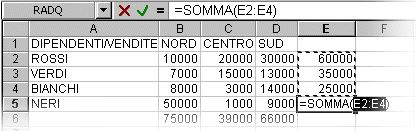 RADQ =SOMMA(E2:E4)
A B C D E F
1 DIPENDENTI/VENDITE NORD CENTRO SUD
2 ROSSI 10000 20000 30000 60000
3 VERDI 7000 15000 13000 35000
4 BIANCHI 8000 3000 14000 25000
5 NERI 50000 1000 9000 =SOMMA(E2:E4)
6 75000 39000 66000